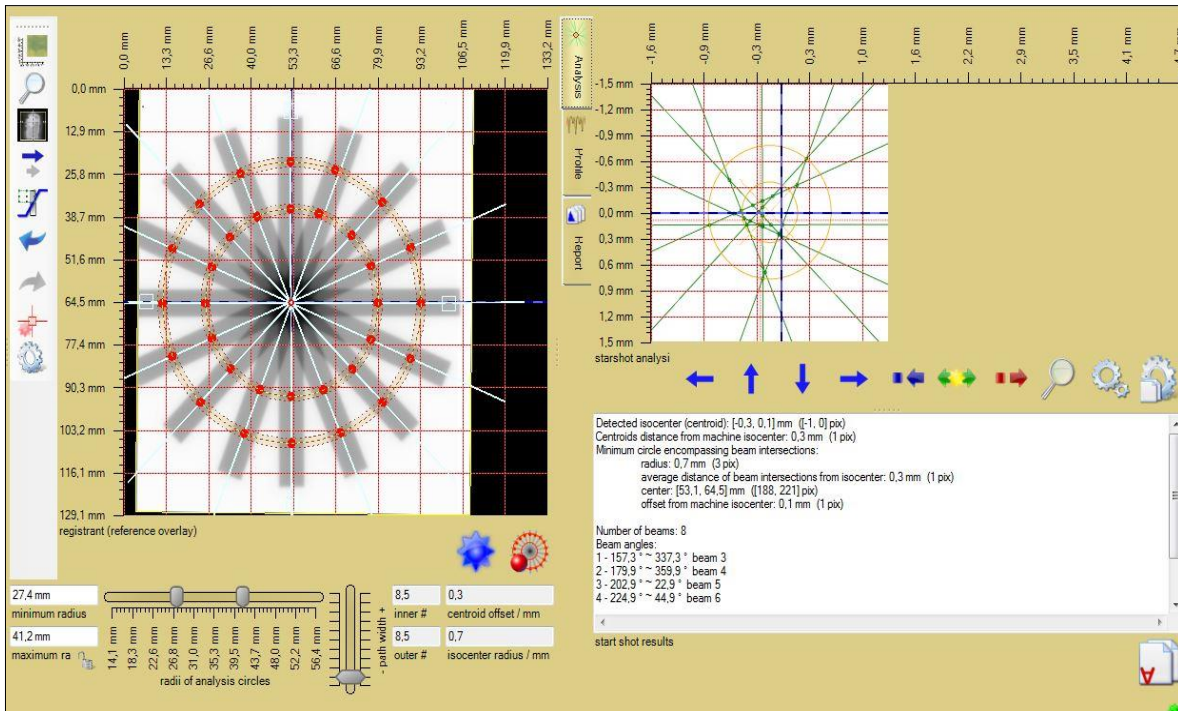 0,0 mm
13,3 mm
26,6 mm
40,0 mm
53,3 mm
66,6 mm
79,9 mm
93,2 mm
106,5 mm
119,9 mm
133,2 mm
0,0 mm
12,9 mm
25,8 mm
38,7 mm
51,6 mm
64,5 mm
77,4 mm
90,3 mm
103,2 mm
116,1 mm
129,1 mm
registrant (reference overlay)
Analysis
Profile
Report
-1,6 mm
-0,9 mm
-0,3 mm
0,3 mm
0,9 mm
1,6 mm
2,2 mm
2,9 mm
3,5 mm
4,1 mm
-1,5 mm
-1,2 mm
-0,9 mm
-0,6 mm
-0,3 mm
0,0 mm
0,3 mm
0,6 mm
0,9 mm
1,2 mm
1,5 mm
starshot analysi
Detected isocenter (centroid): [-0,3, 0,1] mm ([-1, 0] pix)
Centroids distance from machine isocenter: 0,3 mm (1 pix)
Minimum circle encompassing beam intersections:
radius: 0,7 mm (3 pix)
average distance of beam intersections from isocenter: 0,3 mm (1 pix)
center: [53,1, 64,5] mm ([188, 221] pix)
offset from machine isocenter: 0,1 mm (1 pix)
Number of beams: 8
Beam angles:
1 - 157,3 ° ~ 337,3 ° beam 3
2 - 179,9 ° ~ 359,9 ° beam 4
3 - 202,9 ° ~ 22,9 ° beam 5
4 - 224,9 ° ~ 44,9 ° beam 6
start shot results
27,4 mm
minimum radius
41,2 mm
maximum ra
14,1 mm
18,3 mm
22,6 mm
26,8 mm
31,0 mm
35,3 mm
39,5 mm
43,7 mm
48,0 mm
52,2 mm
56,4 mm
radii of analysis circles
- path width +
8,5
inner #
0,3
centroid offset / mm
8,5
outer #
0,7
isocenter radius / mm
A